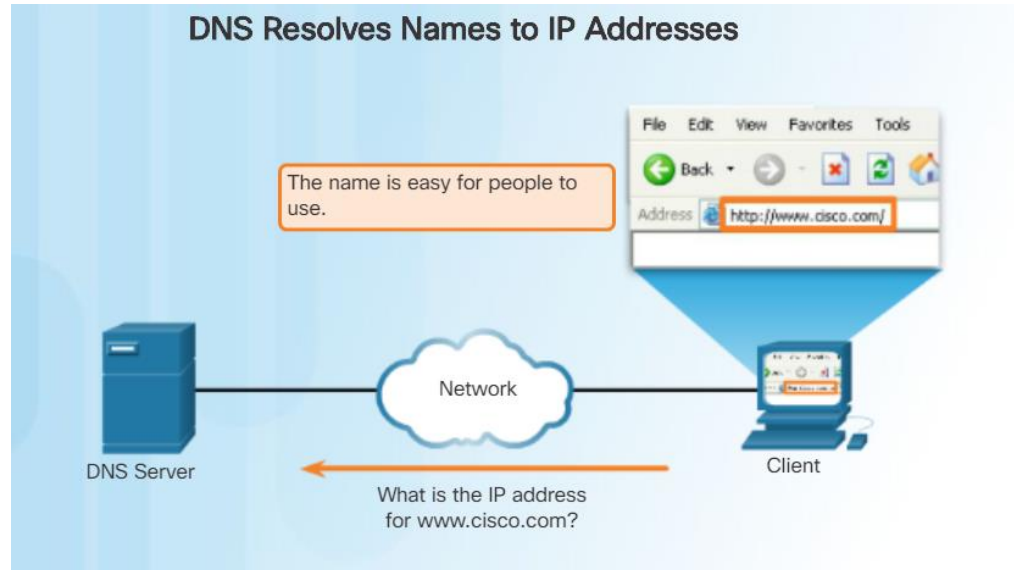 DNS Resolves Names to IP Addresses
File Edit View Favorites Tools
Back
Address http://www.cisco.com/
The name is easy for people to
use.
Network
DNS Server
Client
What is the IP address
for www.cisco.com?